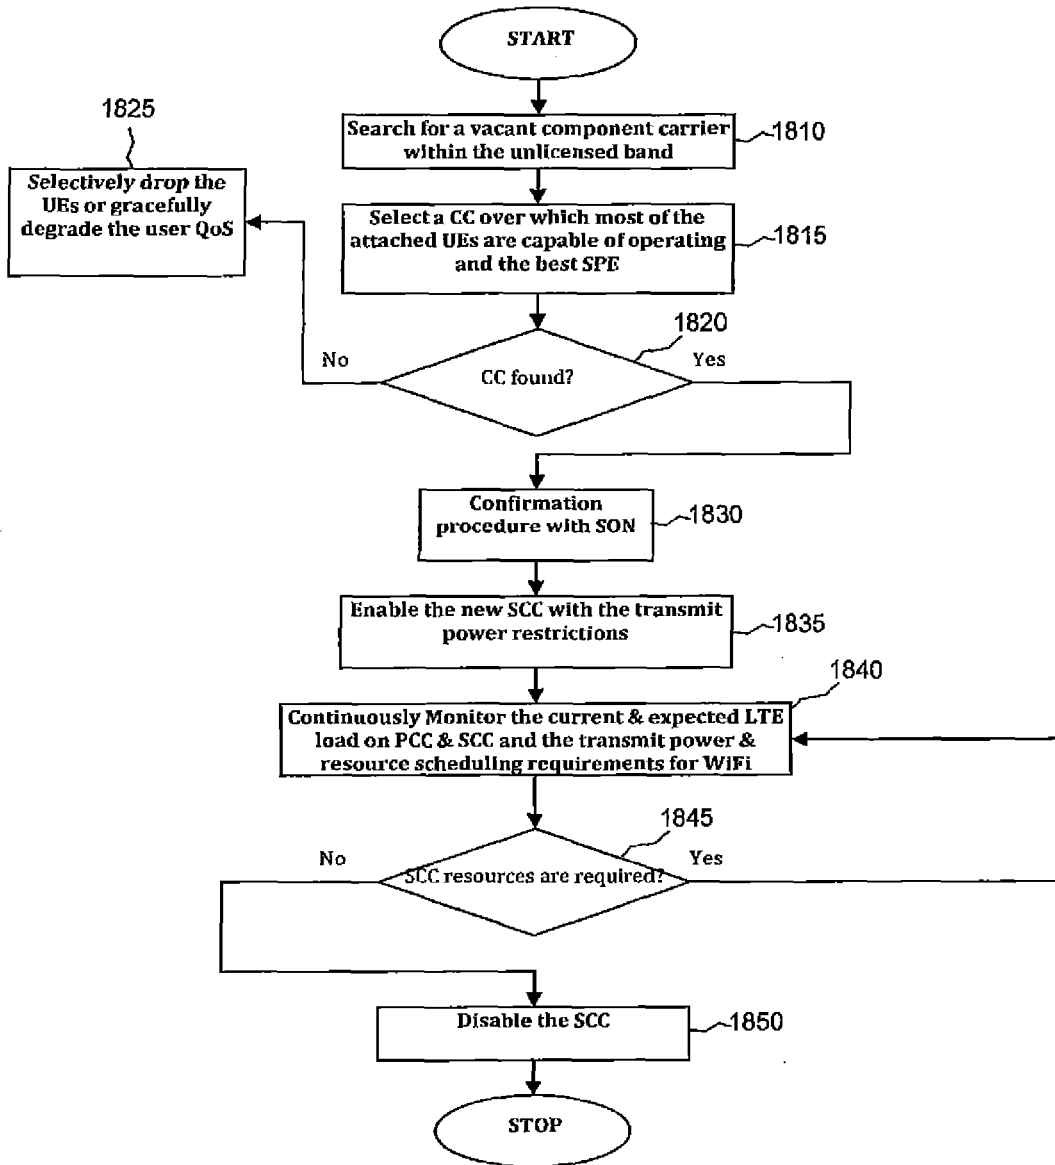 START
1825
Search for a vacant component carrier
within the unlicensed band
1810
Selectively drop the
UEs or gracefully
degrade the user QoS
Select a CC over which most of the
attached UEs are capable of operating
and the best SPE
1815
1820
No
Yes
CC found?
Confirmation
procedure with SON
1830
Enable the new SCC with the transmit
power restrictions
1835
1840
Continuously Monitor the current & expected LTE
load on PCC & SCC and the transmit power &
resource scheduling requirements for WiFi
1845
No
Yes
SCC resources are required?
Disable the SCC
1850
STOP